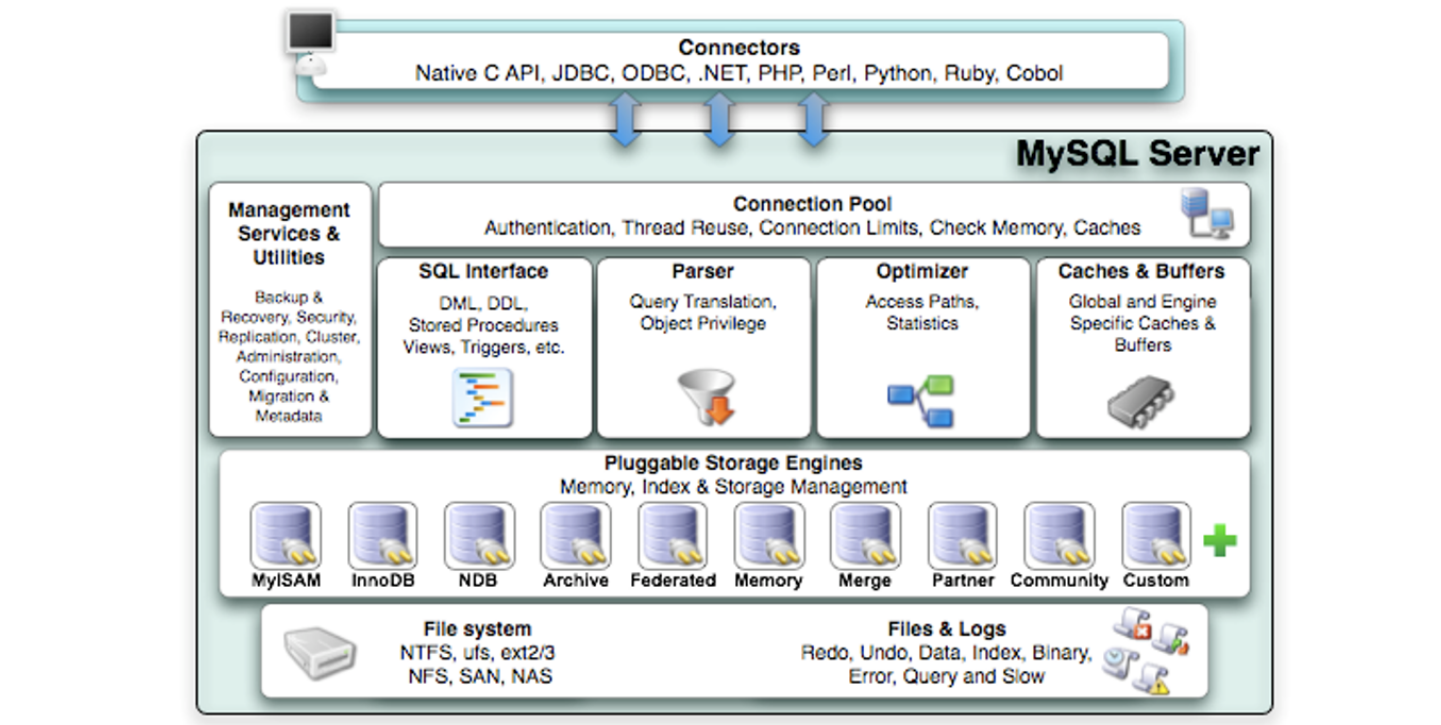 Connectors
Native C API, JDBC, ODBC, .NET, PHP, Perl, Python, Ruby, Cobol
MySQL Server
Management
Services &
Utilities
Backup &
Recovery, Security,
Replication, Cluster,
Administration,
Configuration,
Migration &
Metadata
Connection Pool
Authentication, Thread Reuse, Connection Limits, Check Memory, Caches
SQL Interface
DML, DDL,
Stored Procedures
Views, Triggers, etc.
Parser
Query Translation,
Object Privilege
Optimizer
Access Paths,
Statistics
Caches & Buffers
Global and Engine
Specific Caches &
Buffers
Pluggable Storage Engines
Memory, Index & Storage Management
MyISAM
InnoDB
NDB
Archive
Federated
Memory
Merge
Partner
Community
Custom
File system
NTFS, ufs, ext2/3
NFS, SAN, NAS
Files & Logs
Redo, Undo, Data, Index, Binary,
Error, Query and Slow